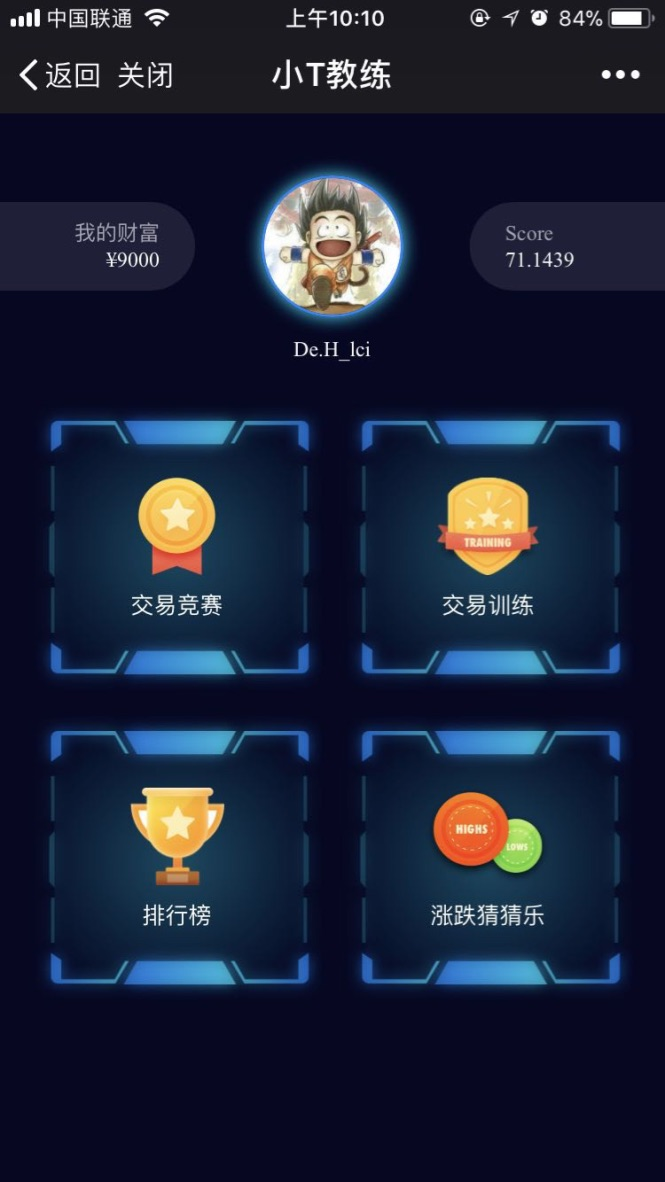 中国联通 上午10:10 84%
返回 关闭 小T教练
我的财富
¥9000
Score
71.1439
De.H_lci
TRAINING
交易竞赛
交易训练
HIGHS
LOWS
排行榜
涨跌猜猜乐